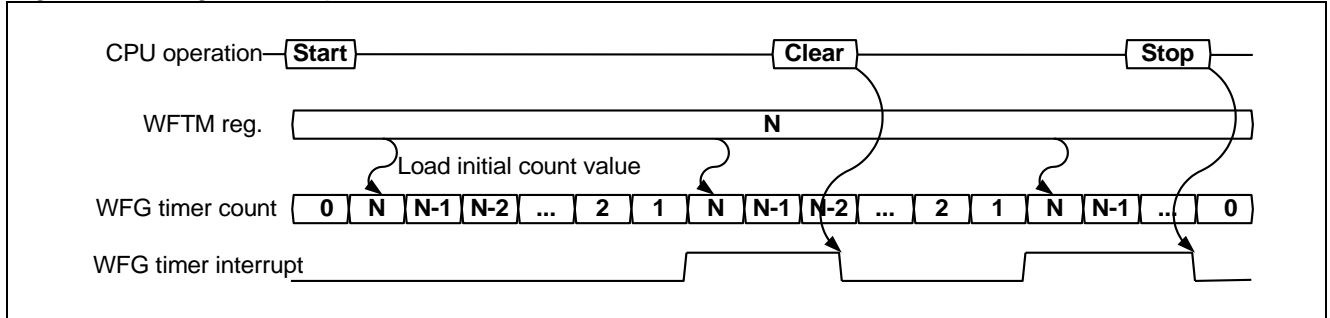 CPU operation Start Clear Stop
WFTM reg. N
Load initial count value
WFG timer count 0 N N-1 N-2 ... 2 1 N N-1 N-2 ... 2 1 N N-1 ... 0
WFG timer interrupt